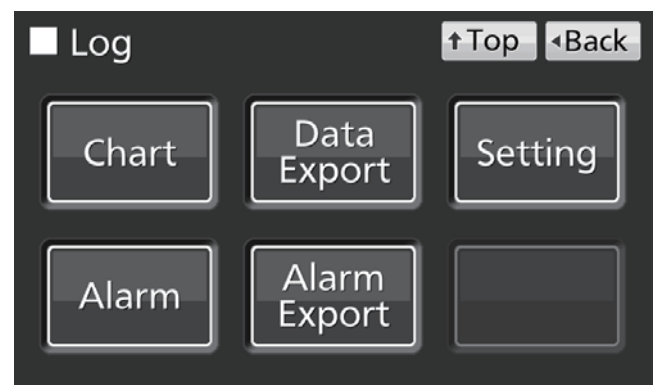 Log
↑Top
◂Back
Chart
Data
Export
Setting
Alarm
Alarm
Export